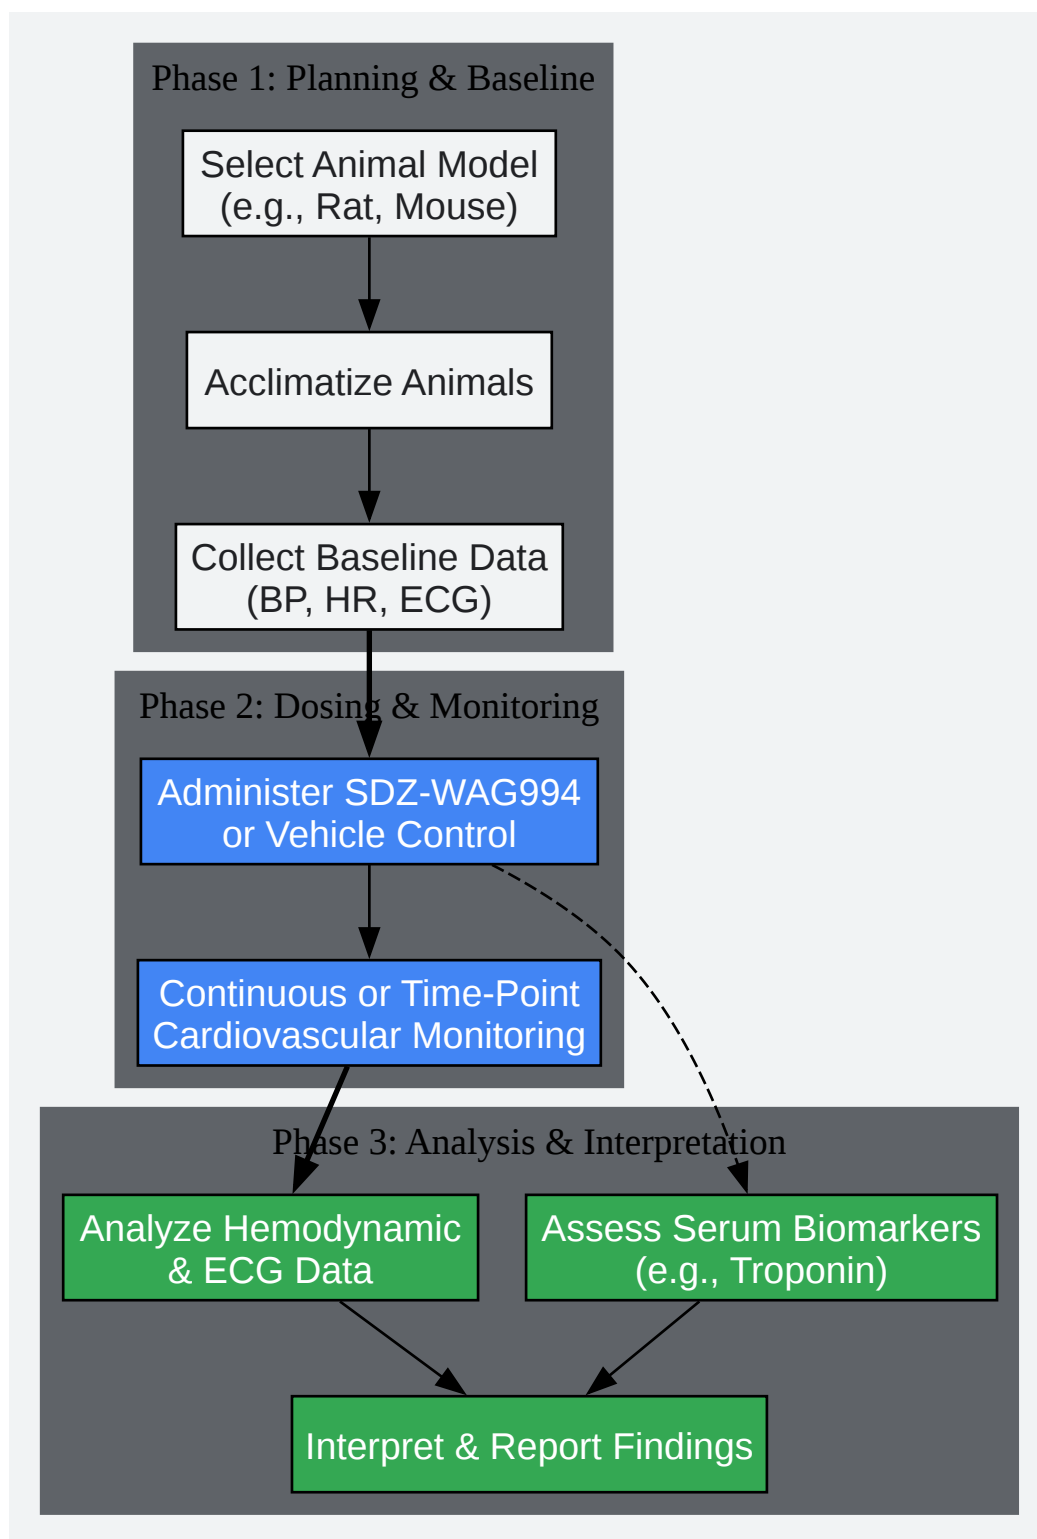 Phase 1: Planning & Baseline
Select Animal Model
(e.g., Rat, Mouse)
Acclimatize Animals
Collect Baseline Data
(BP, HR, ECG)
Phase 2: Dosing & Monitoring
Administer SDZ-WAG994
or Vehicle Control
Continuous or Time-Point
Cardiovascular Monitoring
Phase 3: Analysis & Interpretation
Analyze Hemodynamic
& ECG Data
Assess Serum Biomarkers
(e.g., Troponin)
Interpret & Report Findings